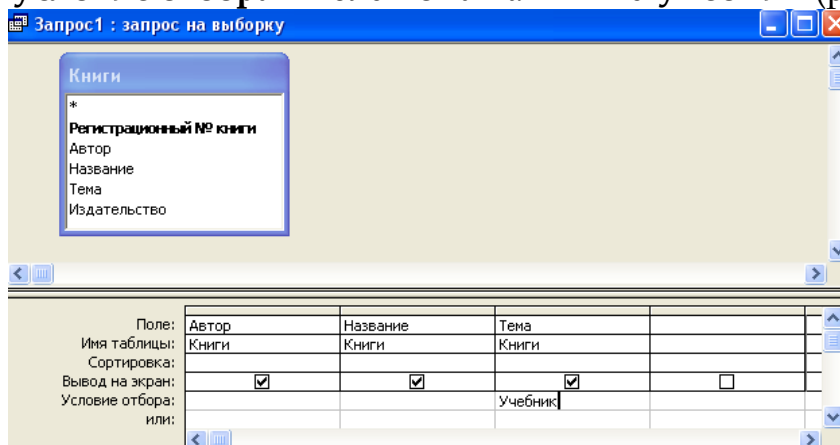 Запрос1 : запрос на выборку
Книги
*
Регистрационный № книги
Автор
Название
Тема
Издательство
Поле: Автор Название Тема
Имя таблицы: Книги Книги Книги
Сортировка:
Вывод на экран:
Условие отбора: Учебник
или: